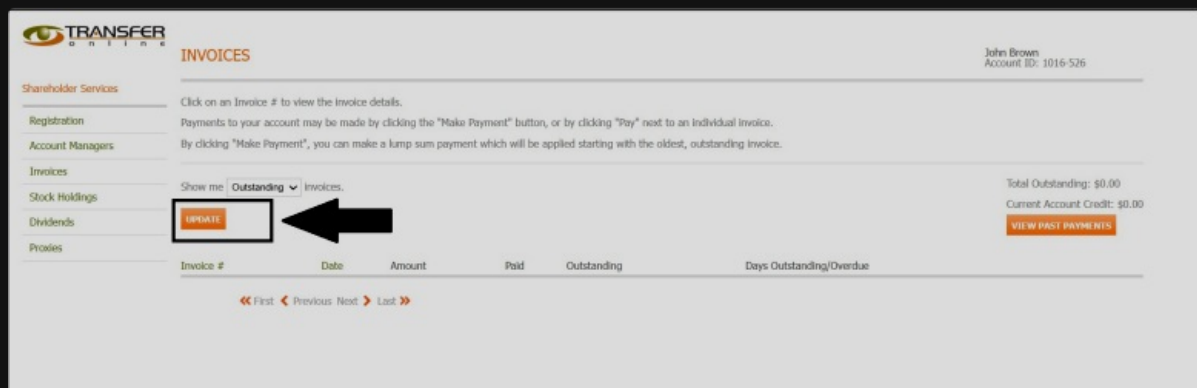 TRANSFER
online
INVOICES
John Brown
Account ID: 1016-526
Shareholder Services
Registration
Account Managers
Invoices
Stock Holdings
Dividends
Proxies
Click on an Invoice # to view the invoice details.
Payments to your account may be made by clicking the "Make Payment" button, or by clicking "Pay" next to an individual invoice.
By clicking "Make Payment", you can make a lump sum payment which will be applied starting with the oldest, outstanding invoice.
Show me Outstanding invoices.
UPDATE
Total Outstanding: $0.00
Current Account Credit: $0.00
VIEW PAST PAYMENTS
Invoice # Date Amount Paid Outstanding Days Outstanding/Overdue
First Previous Next Last